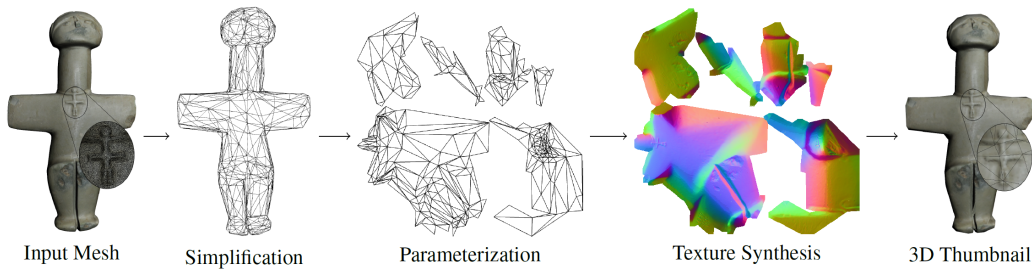 Input Mesh
Simplification
Parameterization
Texture Synthesis
3D Thumbnail